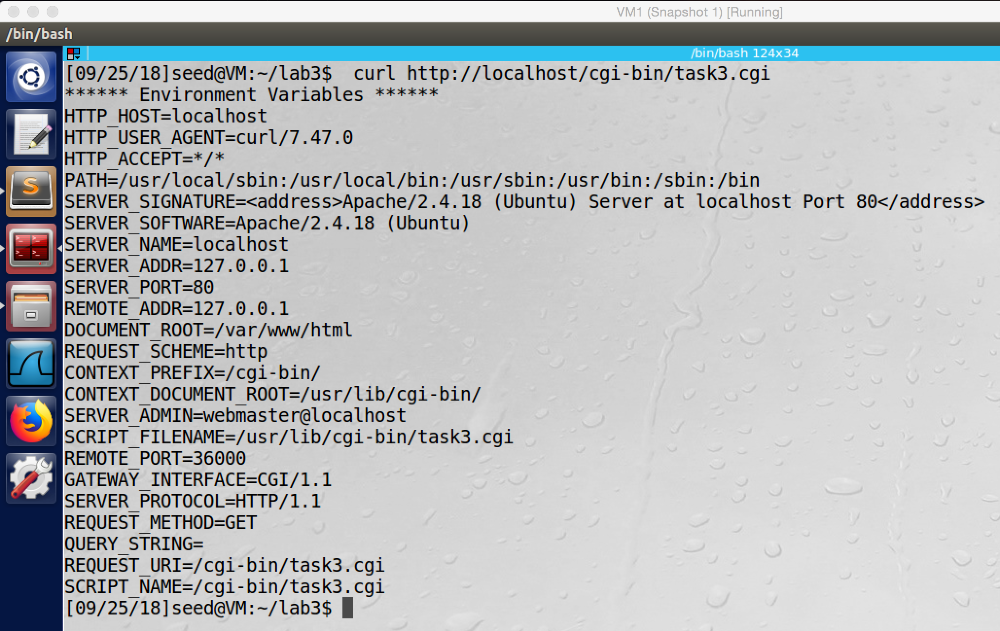 VM1 (Snapshot 1) [Running]
/bin/bash
/bin/bash 124x34
[09/25/18]seed@VM:~/lab3$  curl http://localhost/cgi-bin/task3.cgi
****** Environment Variables ******
HTTP_HOST=localhost
HTTP_USER_AGENT=curl/7.47.0
HTTP_ACCEPT=*/*
PATH=/usr/local/sbin:/usr/local/bin:/usr/sbin:/usr/bin:/sbin:/bin
SERVER_SIGNATURE=<address>Apache/2.4.18 (Ubuntu) Server at localhost Port 80</address>
SERVER_SOFTWARE=Apache/2.4.18 (Ubuntu)
SERVER_NAME=localhost
SERVER_ADDR=127.0.0.1
SERVER_PORT=80
REMOTE_ADDR=127.0.0.1
DOCUMENT_ROOT=/var/www/html
REQUEST_SCHEME=http
CONTEXT_PREFIX=/cgi-bin/
CONTEXT_DOCUMENT_ROOT=/usr/lib/cgi-bin/
SERVER_ADMIN=webmaster@localhost
SCRIPT_FILENAME=/usr/lib/cgi-bin/task3.cgi
REMOTE_PORT=36000
GATEWAY_INTERFACE=CGI/1.1
SERVER_PROTOCOL=HTTP/1.1
REQUEST_METHOD=GET
QUERY_STRING=
REQUEST_URI=/cgi-bin/task3.cgi
SCRIPT_NAME=/cgi-bin/task3.cgi
[09/25/18]seed@VM:~/lab3$